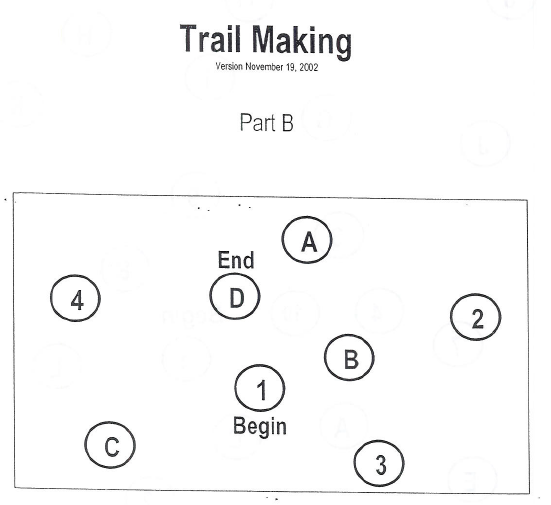 Trail Making
Version November 19, 2002
Part B
A
End
D
4
2
B
1
Begin
C
3